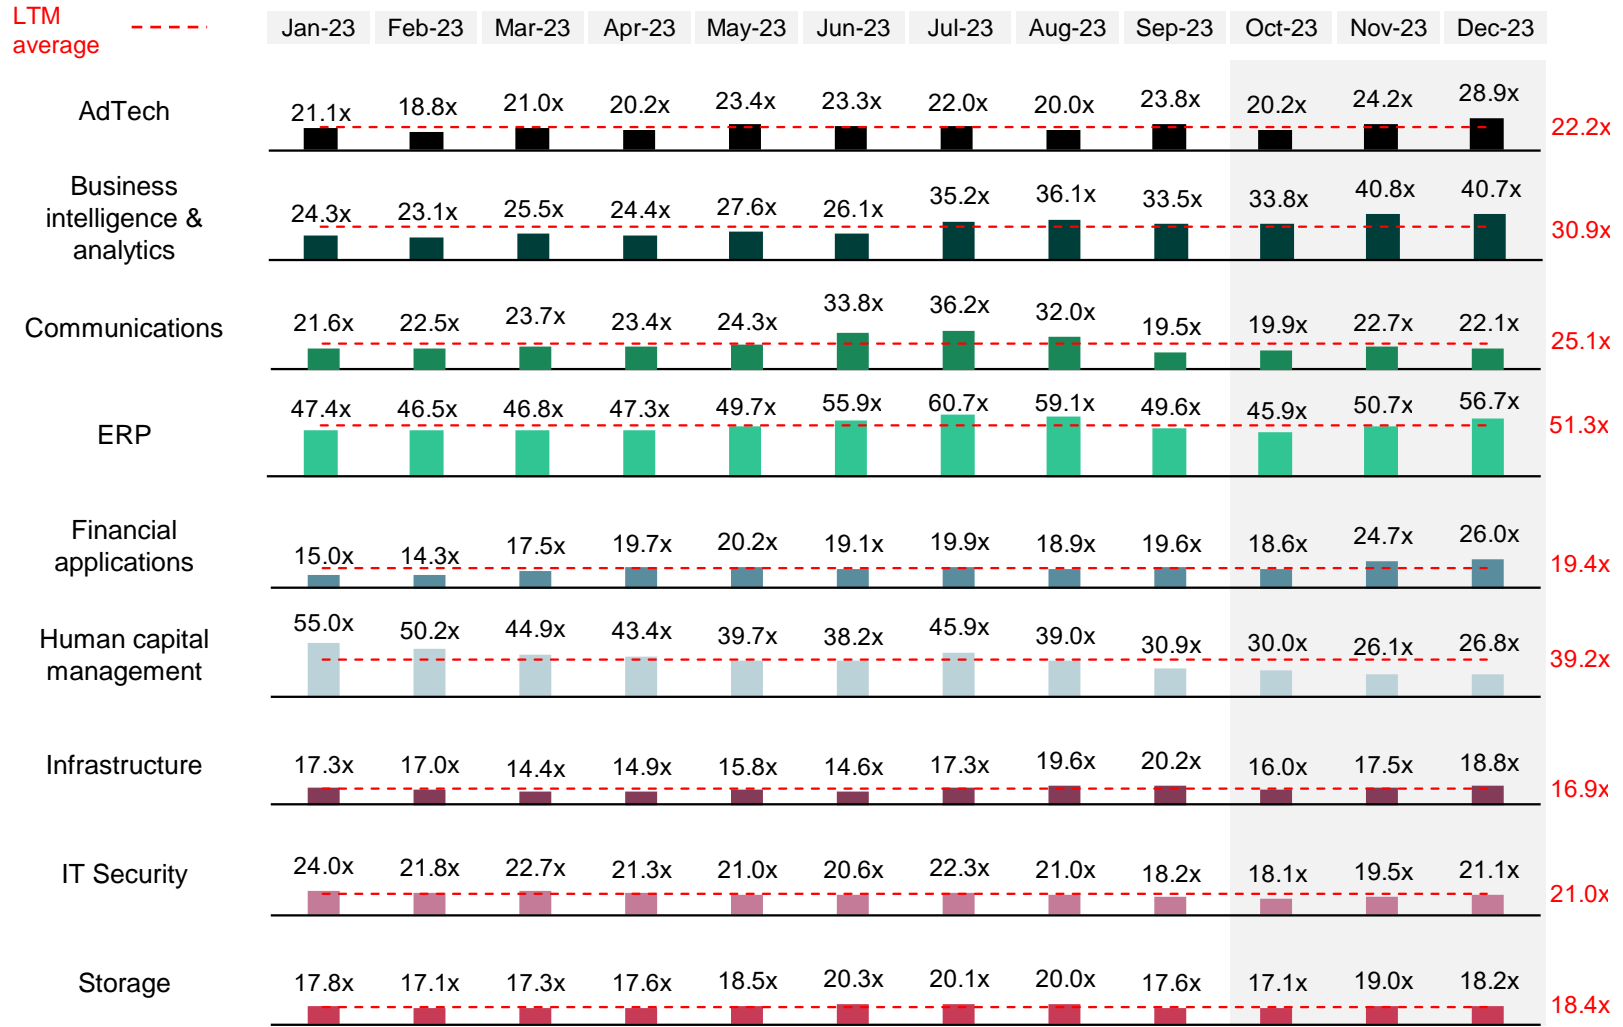 LTM
average
Jan-23 Feb-23 Mar-23 Apr-23 May-23 Jun-23 Jul-23 Aug-23 Sep-23 Oct-23 Nov-23 Dec-23
AdTech
21.1x 18.8x 21.0x 20.2x 23.4x 23.3x 22.0x 20.0x 23.8x 20.2x 24.2x 28.9x
22.2x
Business
intelligence &
analytics
24.3x 23.1x 25.5x 24.4x 27.6x 26.1x 35.2x 36.1x 33.5x 33.8x 40.8x 40.7x
30.9x
Communications
21.6x 22.5x 23.7x 23.4x 24.3x 33.8x 36.2x 32.0x 19.5x 19.9x 22.7x 22.1x
25.1x
ERP
47.4x 46.5x 46.8x 47.3x 49.7x 55.9x 60.7x 59.1x 49.6x 45.9x 50.7x 56.7x
51.3x
Financial
applications
15.0x 14.3x 17.5x 19.7x 20.2x 19.1x 19.9x 18.9x 19.6x 18.6x 24.7x 26.0x
19.4x
Human capital
management
55.0x 50.2x 44.9x 43.4x 39.7x 38.2x 45.9x 39.0x 30.9x 30.0x 26.1x 26.8x
39.2x
Infrastructure
17.3x 17.0x 14.4x 14.9x 15.8x 14.6x 17.3x 19.6x 20.2x 16.0x 17.5x 18.8x
16.9x
IT Security
24.0x 21.8x 22.7x 21.3x 21.0x 20.6x 22.3x 21.0x 18.2x 18.1x 19.5x 21.1x
21.0x
Storage
17.8x 17.1x 17.3x 17.6x 18.5x 20.3x 20.1x 20.0x 17.6x 17.1x 19.0x 18.2x
18.4x